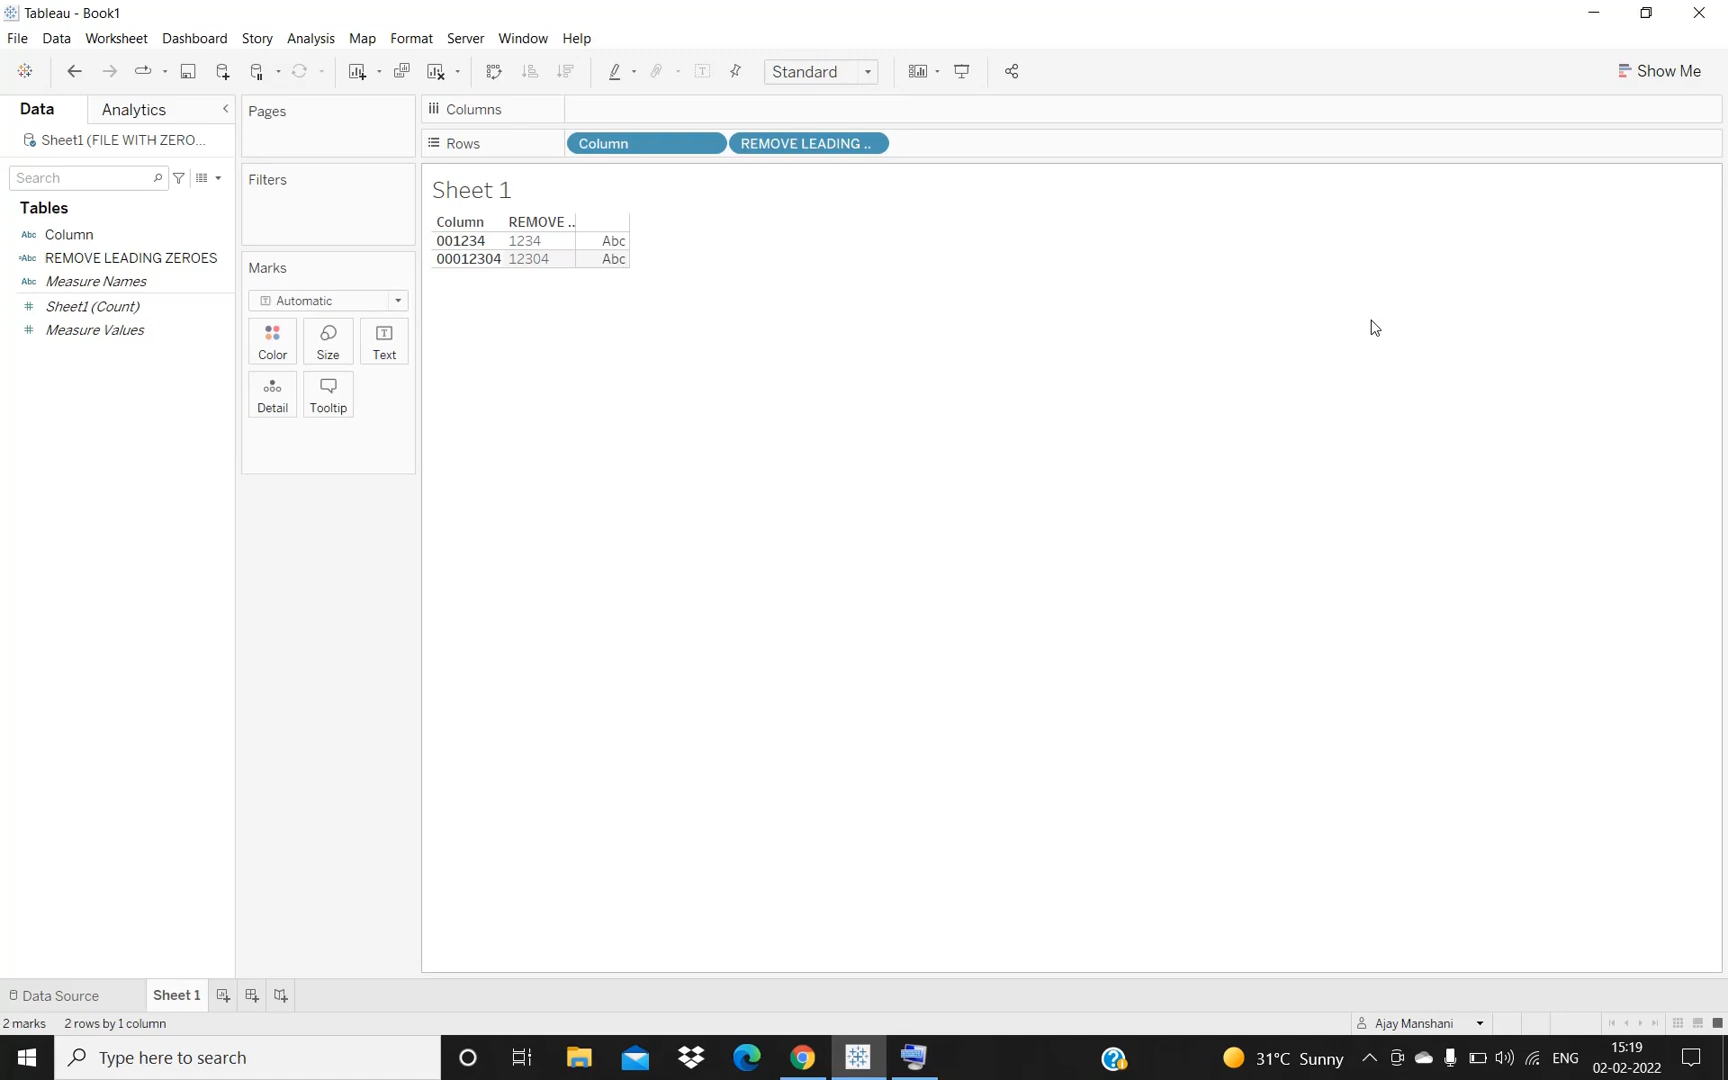 Tableau - Book1
File Data Worksheet Dashboard Story Analysis Map Format Server Window Help
Standard
Show Me
Data Analytics
Sheet1 (FILE WITH ZERO...
Search
Tables
Abc Column
=Abc REMOVE LEADING ZEROES
Abc Measure Names
# Sheet1 (Count)
# Measure Values
Pages
Filters
Marks
Automatic
Color Size Text
Detail Tooltip
Columns
Rows Column REMOVE LEADING ..
Sheet 1
Column REMOVE ..
001234 1234 Abc
00012304 12304 Abc
Data Source Sheet 1
2 marks 2 rows by 1 column Ajay Manshani
Type here to search 31°C Sunny ENG 15:19
02-02-2022